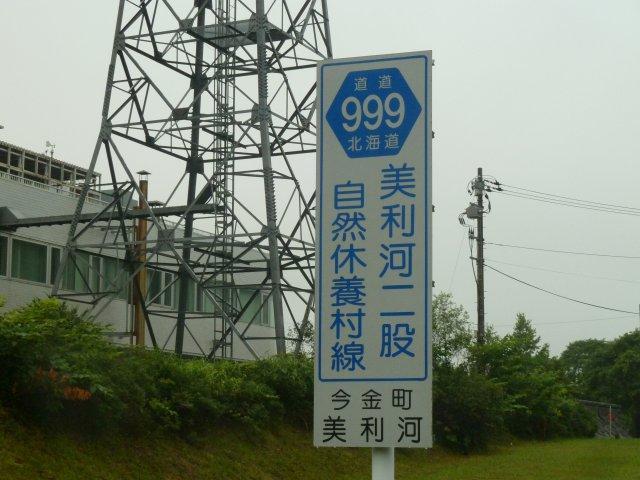 道道
999
北海道
美利河二股
自然休養村線
今金町
美利河